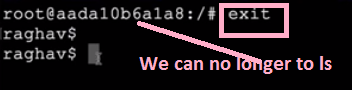 root@aada10b6a1a8:/# exit
raghav$
raghav$
We can no longer to ls